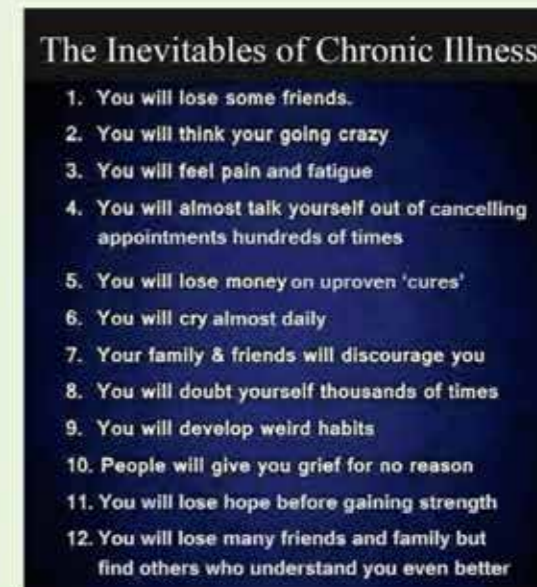 The Inevitables of Chronic Illness
1. You will lose some friends.
2. You will think your going crazy
3. You will feel pain and fatigue
4. You will almost talk yourself out of cancelling
appointments hundreds of times
5. You will lose money on uproven 'cures'
6. You will cry almost daily
7. Your family & friends will discourage you
8. You will doubt yourself thousands of times
9. You will develop weird habits
10. People will give you grief for no reason
11. You will lose hope before gaining strength
12. You will lose many friends and family but
find others who understand you even better